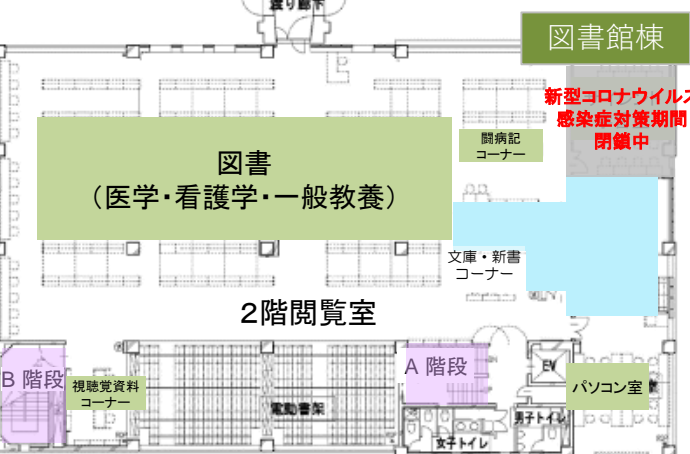 渡り廊下
図書館棟
新型コロナウイルス
感染症対策期間
閉鎖中
闘病記
コーナー
図書
（医学・看護学・一般教養）
文庫・新書
コーナー
2階閲覧室
B 階段
視聴覚資料
コーナー
A 階段
EV
パソコン室
電動書架
女子トイレ
男子トイレ